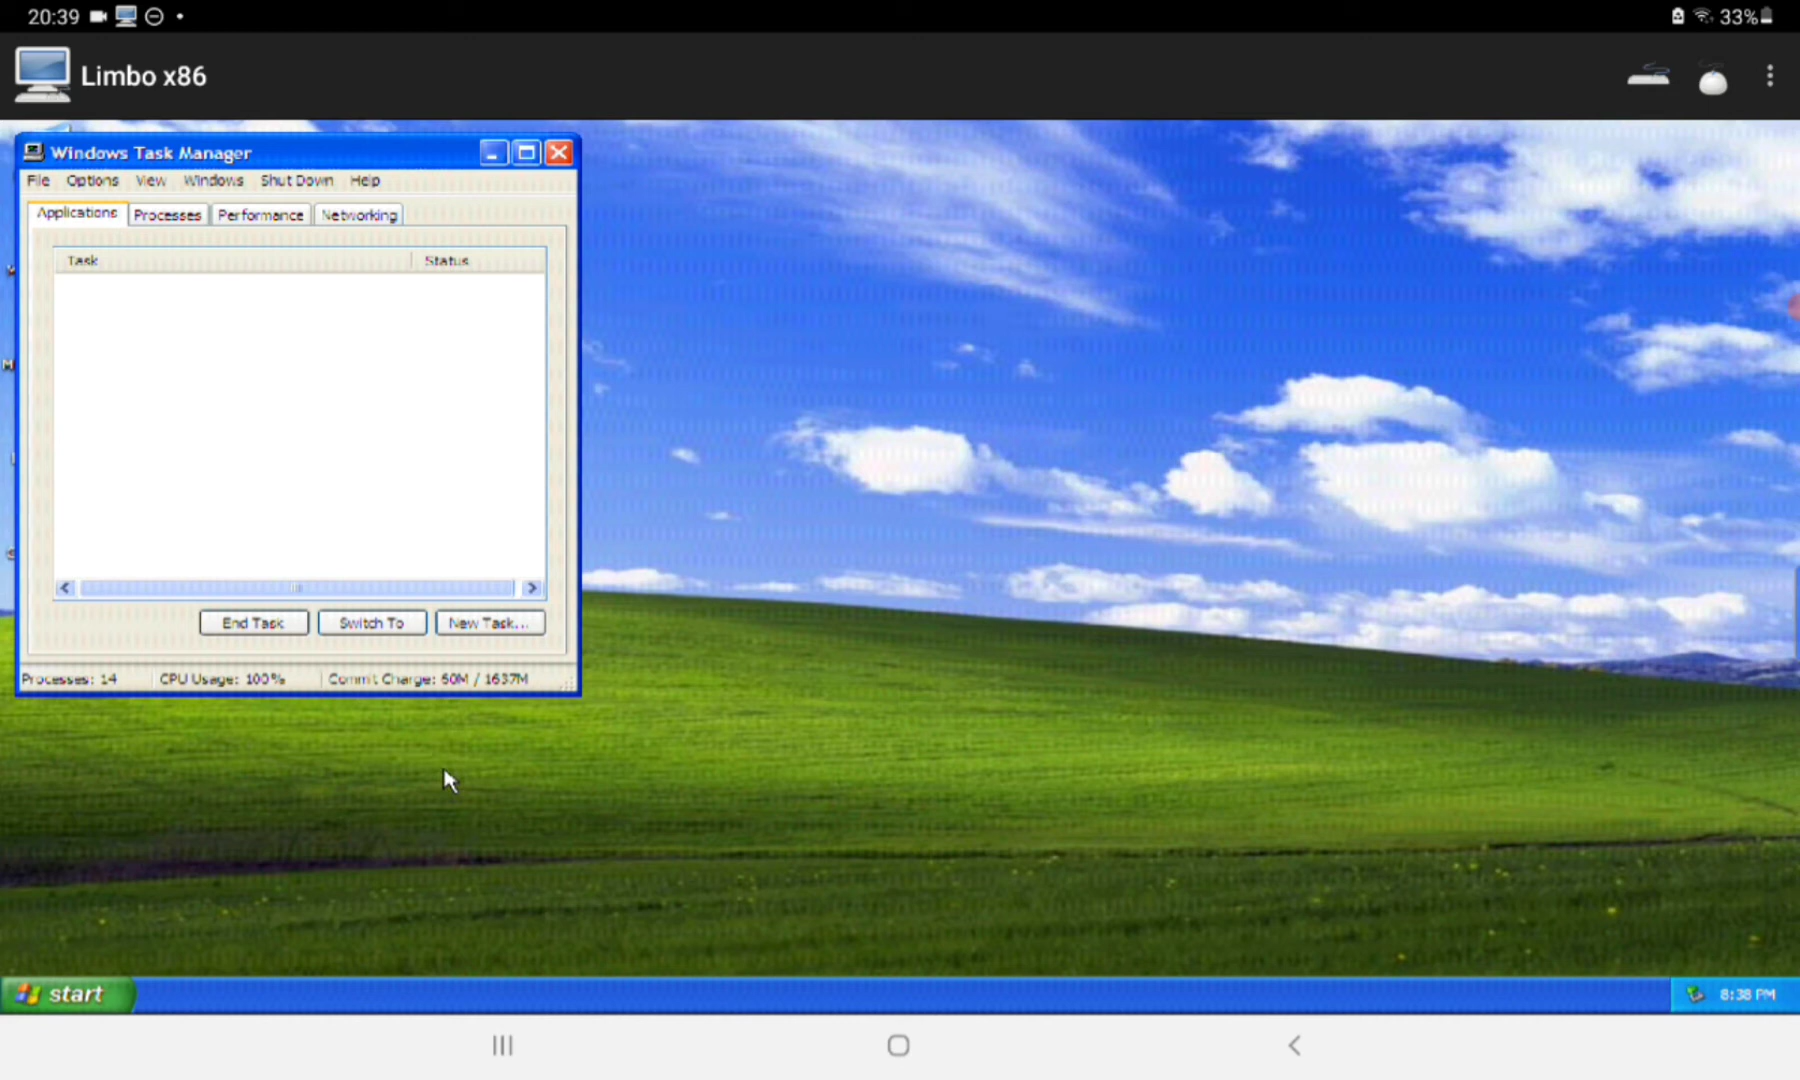 20:39
33%
Limbo x86
Windows Task Manager
File Options View Windows Shut Down Help
Applications Processes Performance Networking
Task Status
End Task Switch To New Task...
Processes: 14 CPU Usage: 100% Commit Charge: 60M / 1637M
start
8:38 PM